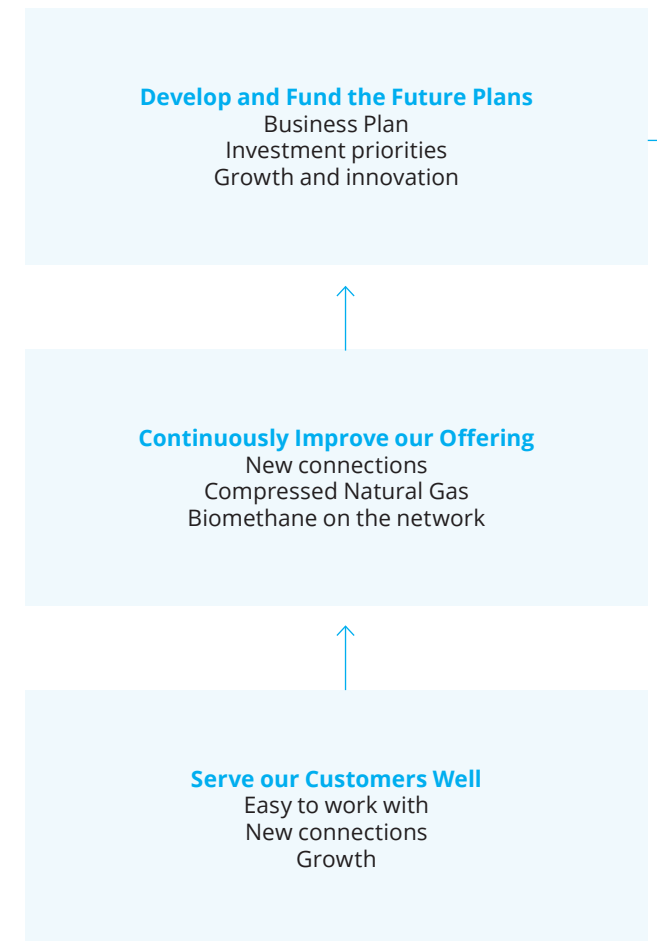 Develop and Fund the Future Plans
Business Plan
Investment priorities
Growth and innovation
Continuously Improve our Offering
New connections
Compressed Natural Gas
Biomethane on the network
Serve our Customers Well
Easy to work with
New connections
Growth